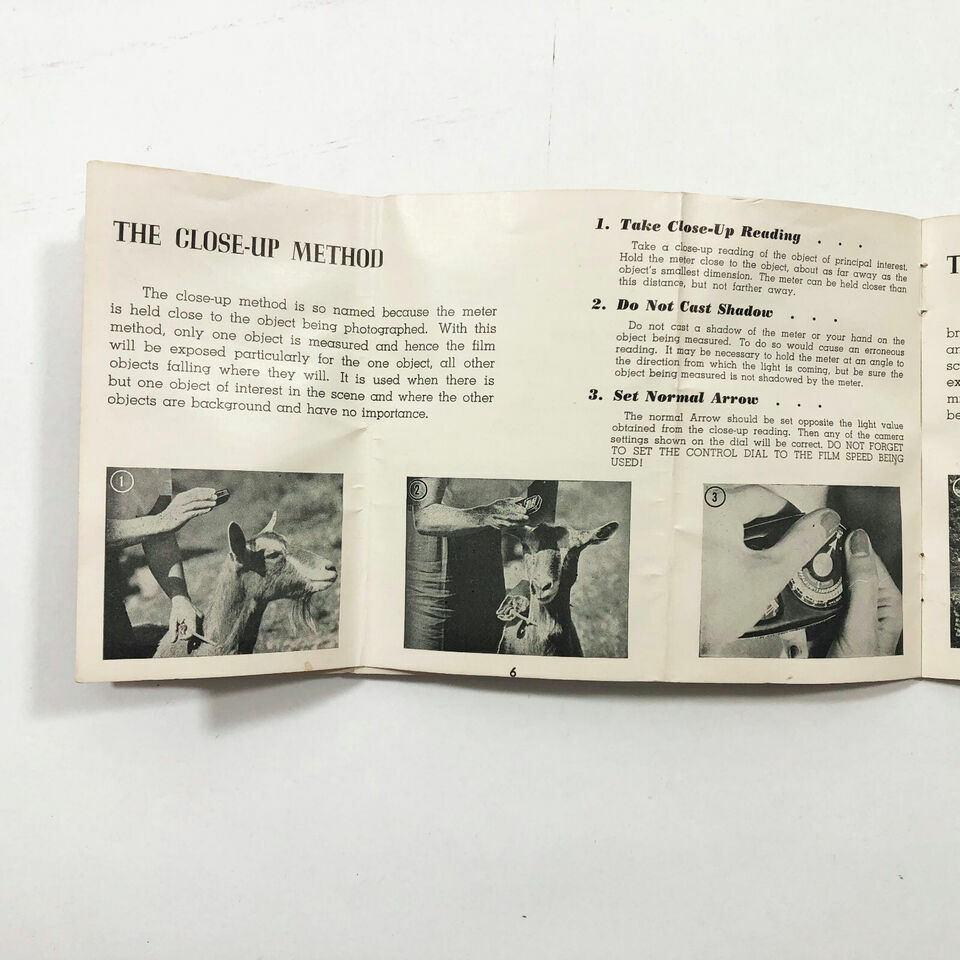 THE CLOSE-UP METHOD
The close-up method is so named because the meter
is held close to the object being photographed. With this
method, only one object is measured and hence the film
will be exposed particularly for the one object, all other
objects falling where they will. It is used when there is
but one object of interest in the scene and where the other
objects are background and have no importance.
1. Take Close-Up Reading . . .
Take a close-up reading of the object of principal interest.
Hold the meter close to the object, about as far away as the
object's smallest dimension. The meter can be held closer than
this distance, but not farther away.
2. Do Not Cast Shadow . . .
Do not cast a shadow of the meter or your hand on the
object being measured. To do so would cause an erroneous
reading. It may be necessary to hold the meter at an angle to
the direction from which the light is coming, but be sure the
object being measured is not shadowed by the meter.
3. Set Normal Arrow . . .
The normal Arrow should be set opposite the light value
obtained from the close-up reading. Then any of the camera
settings shown on the dial will be correct. DO NOT FORGET
TO SET THE CONTROL DIAL TO THE FILM SPEED BEING
USED!
1
2
3
6
T
br
an
sc
ex
m
be